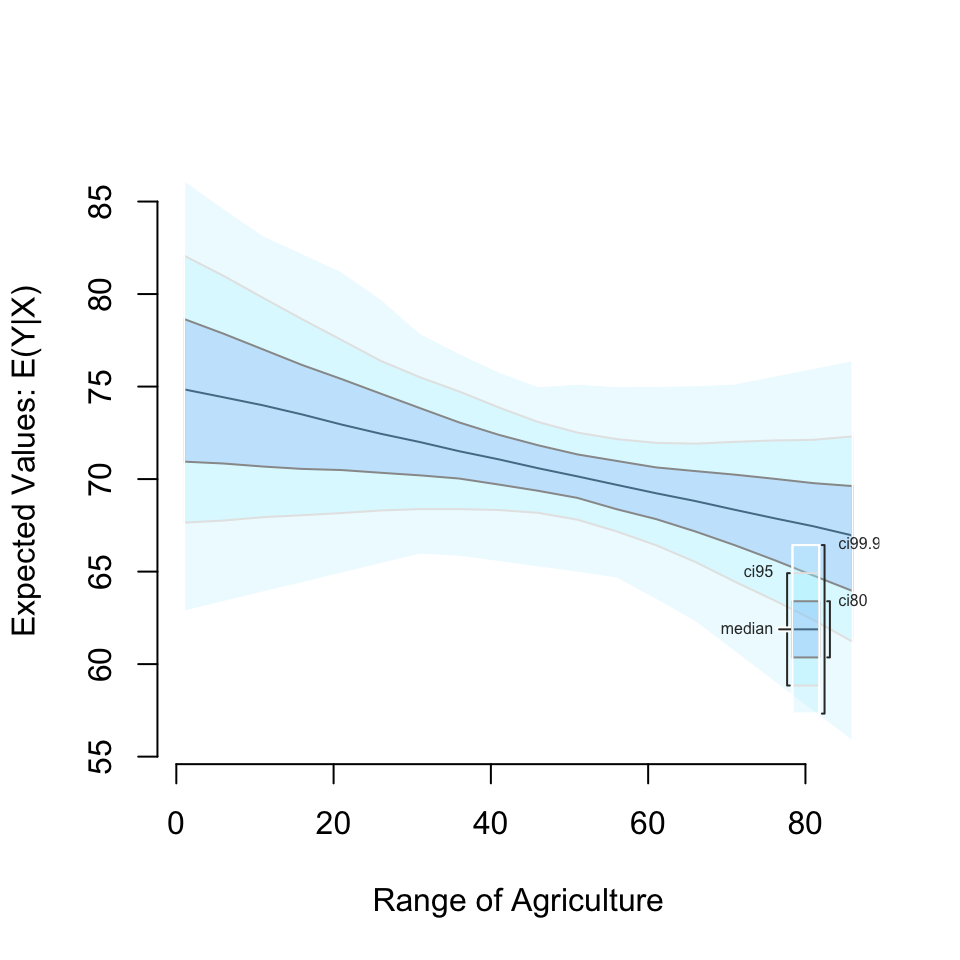 85
80
75
70
65
60
55
Expected Values: E(Y|X)
ci99.9
ci95
ci80
median
0 20 40 60 80
Range of Agriculture